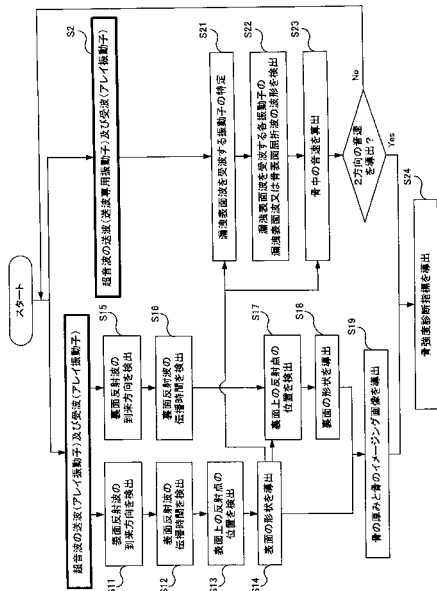 スタート
超音波の送波(アレイ振動子)及び受波(アレイ振動子)
S2
超音波の送波(送波専用振動子)及び受波(アレイ振動子)
S11
表面反射波の
到来方向を検出
S15
裏面反射波の
到来方向を検出
S12
表面反射波の
伝播時間を検出
S16
裏面反射波の
伝播時間を検出
S13
表面上の反射点の
位置を検出
S14
表面の形状を導出
S17
裏面上の反射点の
位置を検出
S18
裏面の形状を導出
S19
骨の厚みと骨のイメージング画像を導出
S21
漏洩表面波を受波する振動子の特定
S22
漏洩表面波を受波する各振動子の
漏洩表面波又は骨表面屈折波の波形を検出
S23
骨中の音速を算出
2方向の音速
を導出?
No
Yes
S24
骨強度診断指標を導出